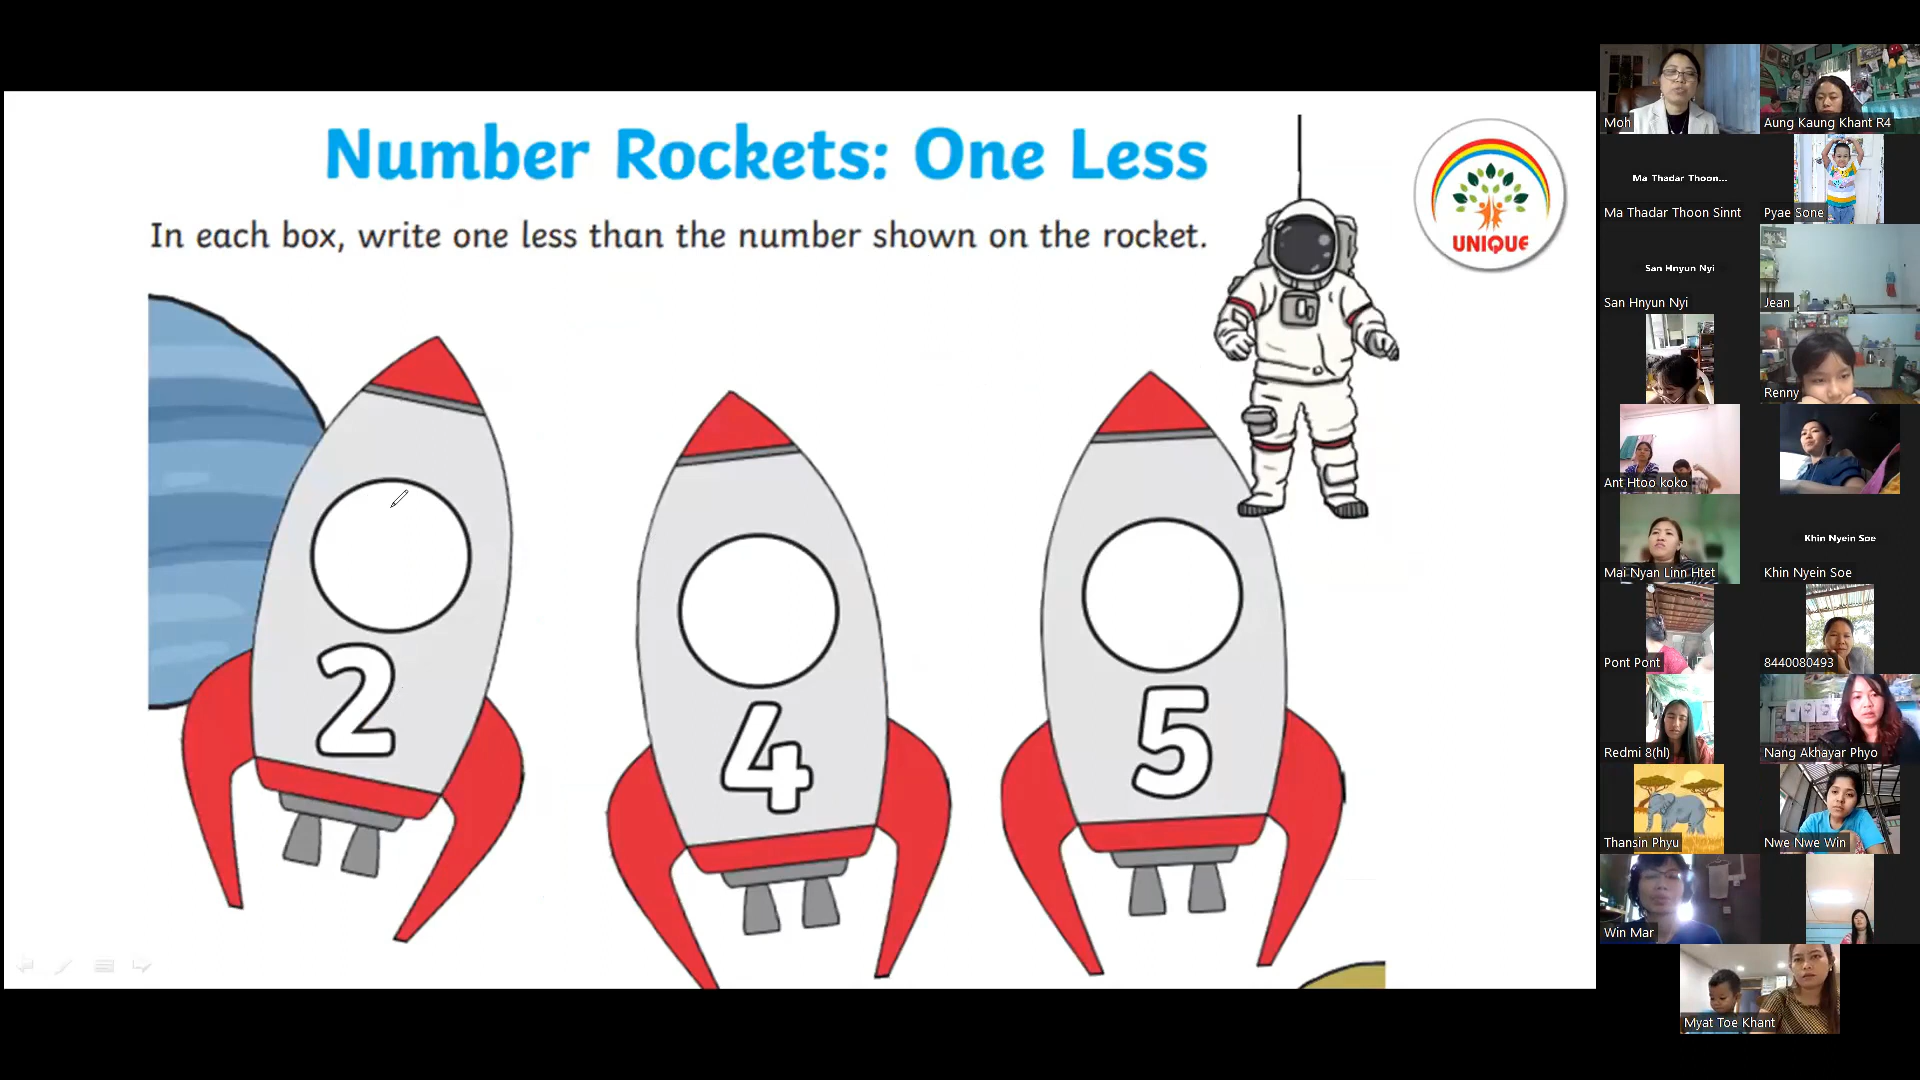 Number Rockets: One Less
UNIQUE
In each box, write one less than the number shown on the rocket.
2
4
5
Moh
Aung Kaung Khant R4
Ma Thadar Thoon...
Ma Thadar Thoon Sinnt
Pyae Sone
San Hnyun Nyi
San Hnyun Nyi
Jean
Renny
Ant Htoo koko
Mai Nyan Linn Htet
Khin Nyein Soe
Khin Nyein Soe
Pont Pont
8440080493
Redmi 8(hl)
Nang Akhayar Phyo
Thansin Phyu
Nwe Nwe Win
Win Mar
Myat Toe Khant